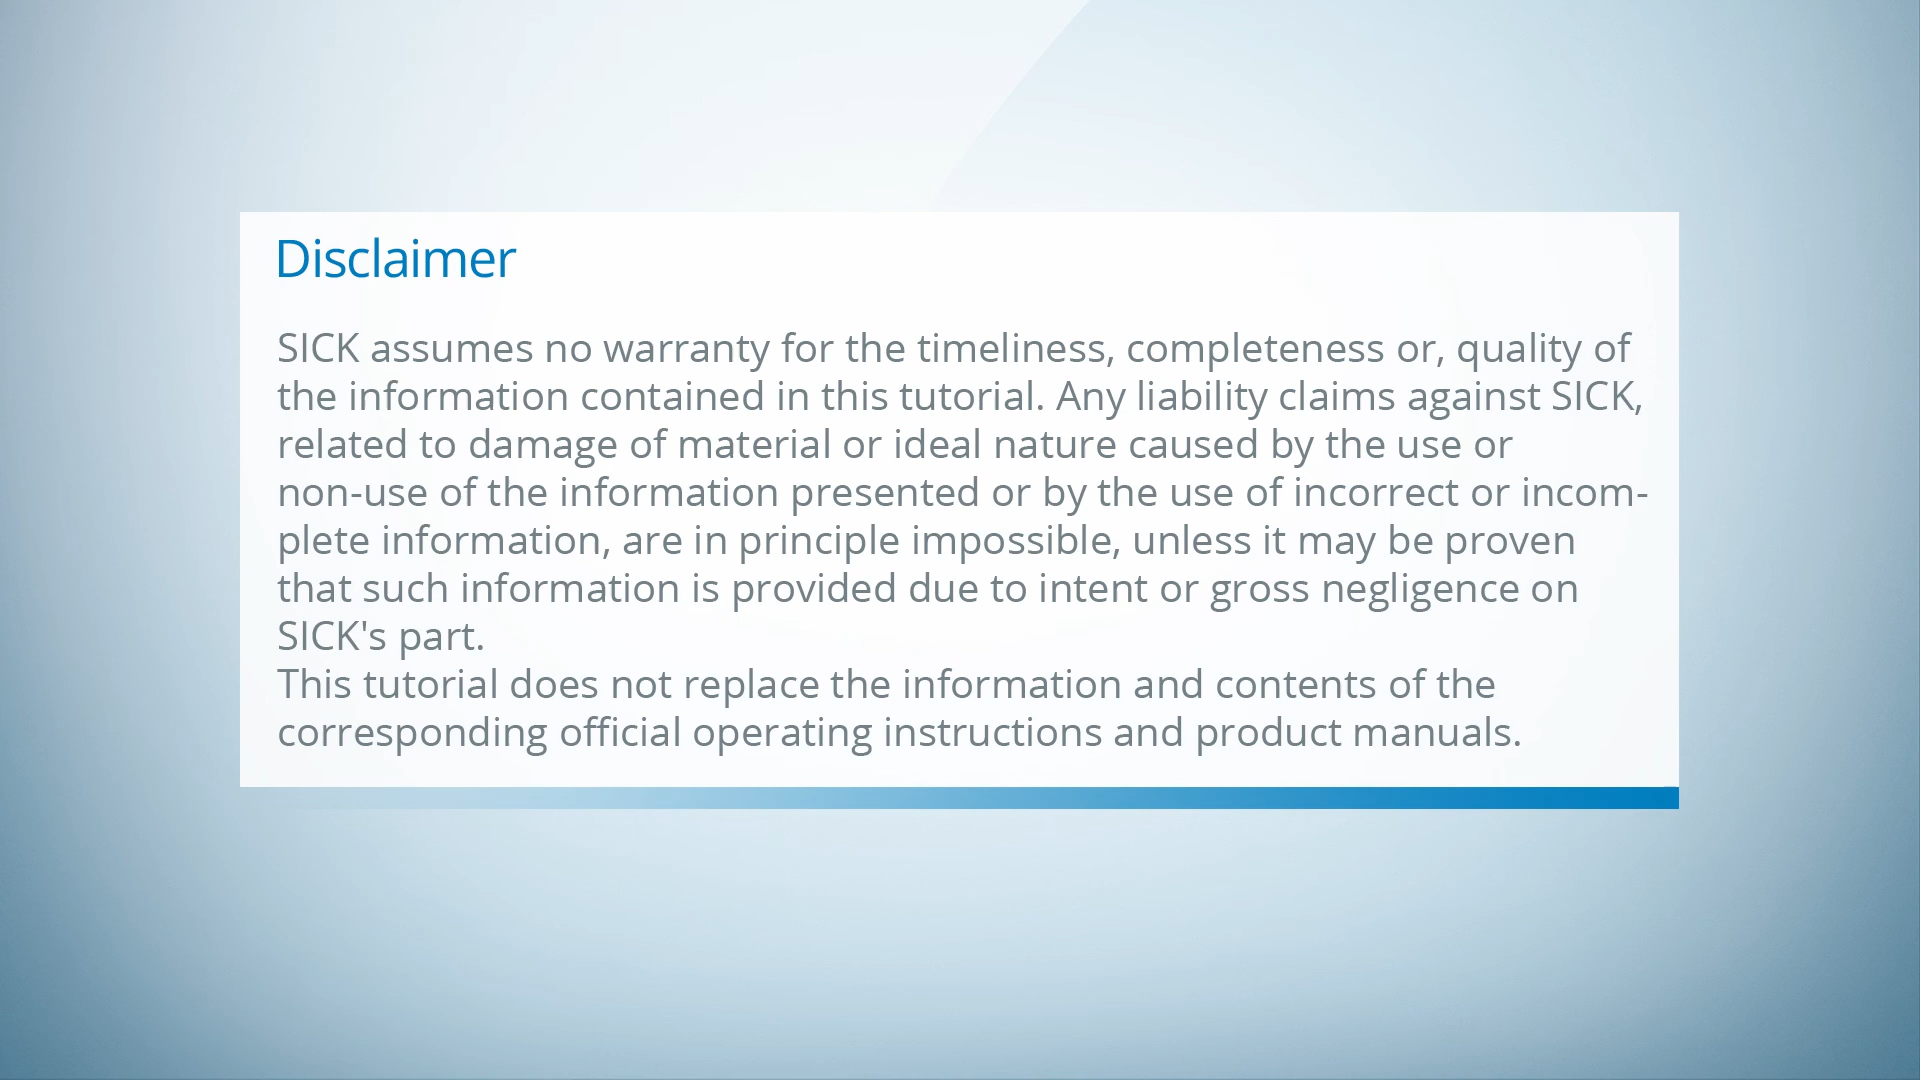 Disclaimer
SICK assumes no warranty for the timeliness, completeness or, quality of
the information contained in this tutorial. Any liability claims against SICK,
related to damage of material or ideal nature caused by the use or
non-use of the information presented or by the use of incorrect or incom-
plete information, are in principle impossible, unless it may be proven
that such information is provided due to intent or gross negligence on
SICK's part.
This tutorial does not replace the information and contents of the
corresponding official operating instructions and product manuals.